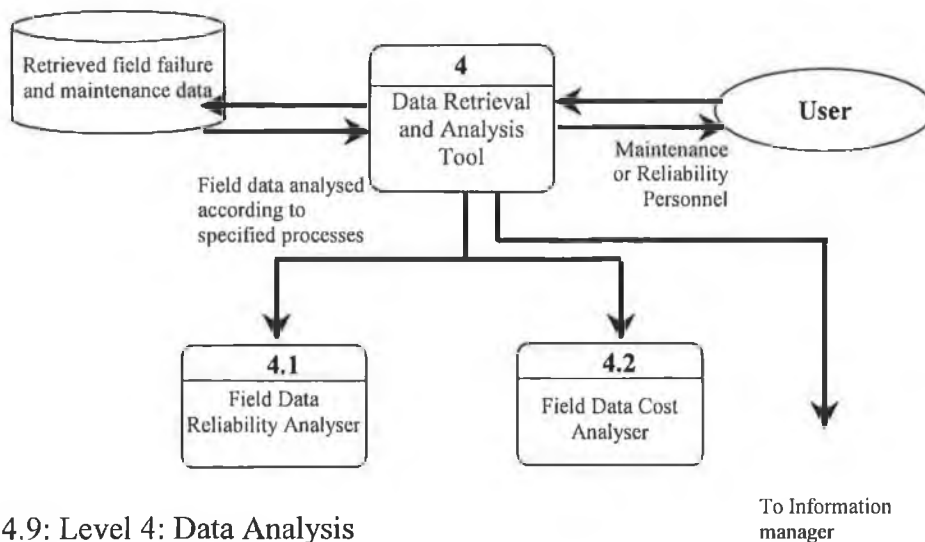 Retrieved field failure
and maintenance data
4
Data Retrieval
and Analysis
Tool
User
Maintenance
or Reliability
Personnel
Field data analysed
according to
specified processes
4.1
Field Data
Reliability Analyser
4.2
Field Data Cost
Analyser
To Information
manager
4.9: Level 4: Data Analysis